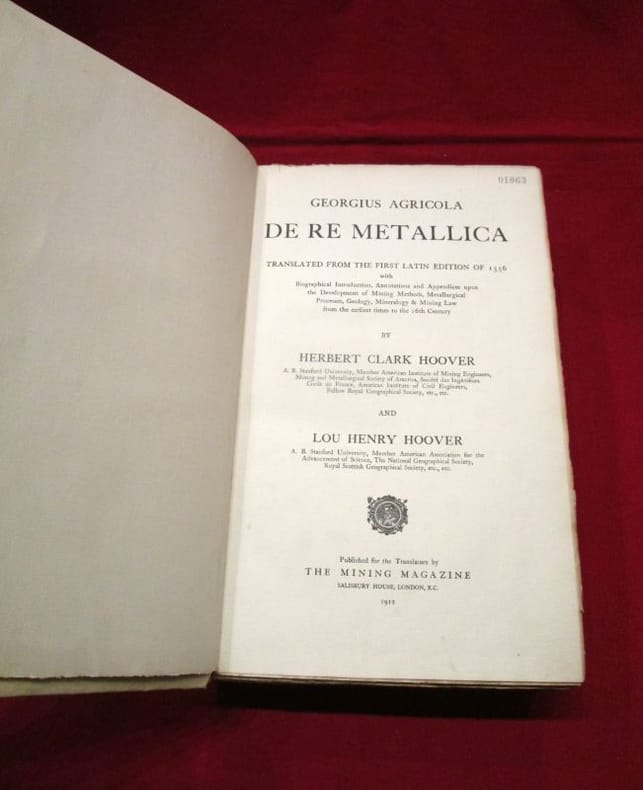 01063
GEORGIUS AGRICOLA
DE RE METALLICA
TRANSLATED FROM THE FIRST LATIN EDITION OF 1556
with
Biographical Introduction, Annotations and Appendices upon
the Development of Mining Methods, Metallurgical
Processes, Geology, Mineralogy & Mining Law
from the earliest times to the 16th Century
BY
HERBERT CLARK HOOVER
A. B. Stanford University, Member American Institute of Mining Engineers,
Mining and Metallurgical Society of America, Société des Ingénieurs
Civils de France, American Institute of Civil Engineers,
Fellow Royal Geographical Society, etc., etc.
AND
LOU HENRY HOOVER
A. B. Stanford University, Member American Association for the
Advancement of Science, The National Geographical Society,
Royal Scottish Geographical Society, etc., etc.
Published for the Translators by
THE MINING MAGAZINE
SALISBURY HOUSE, LONDON, E.C.
1912